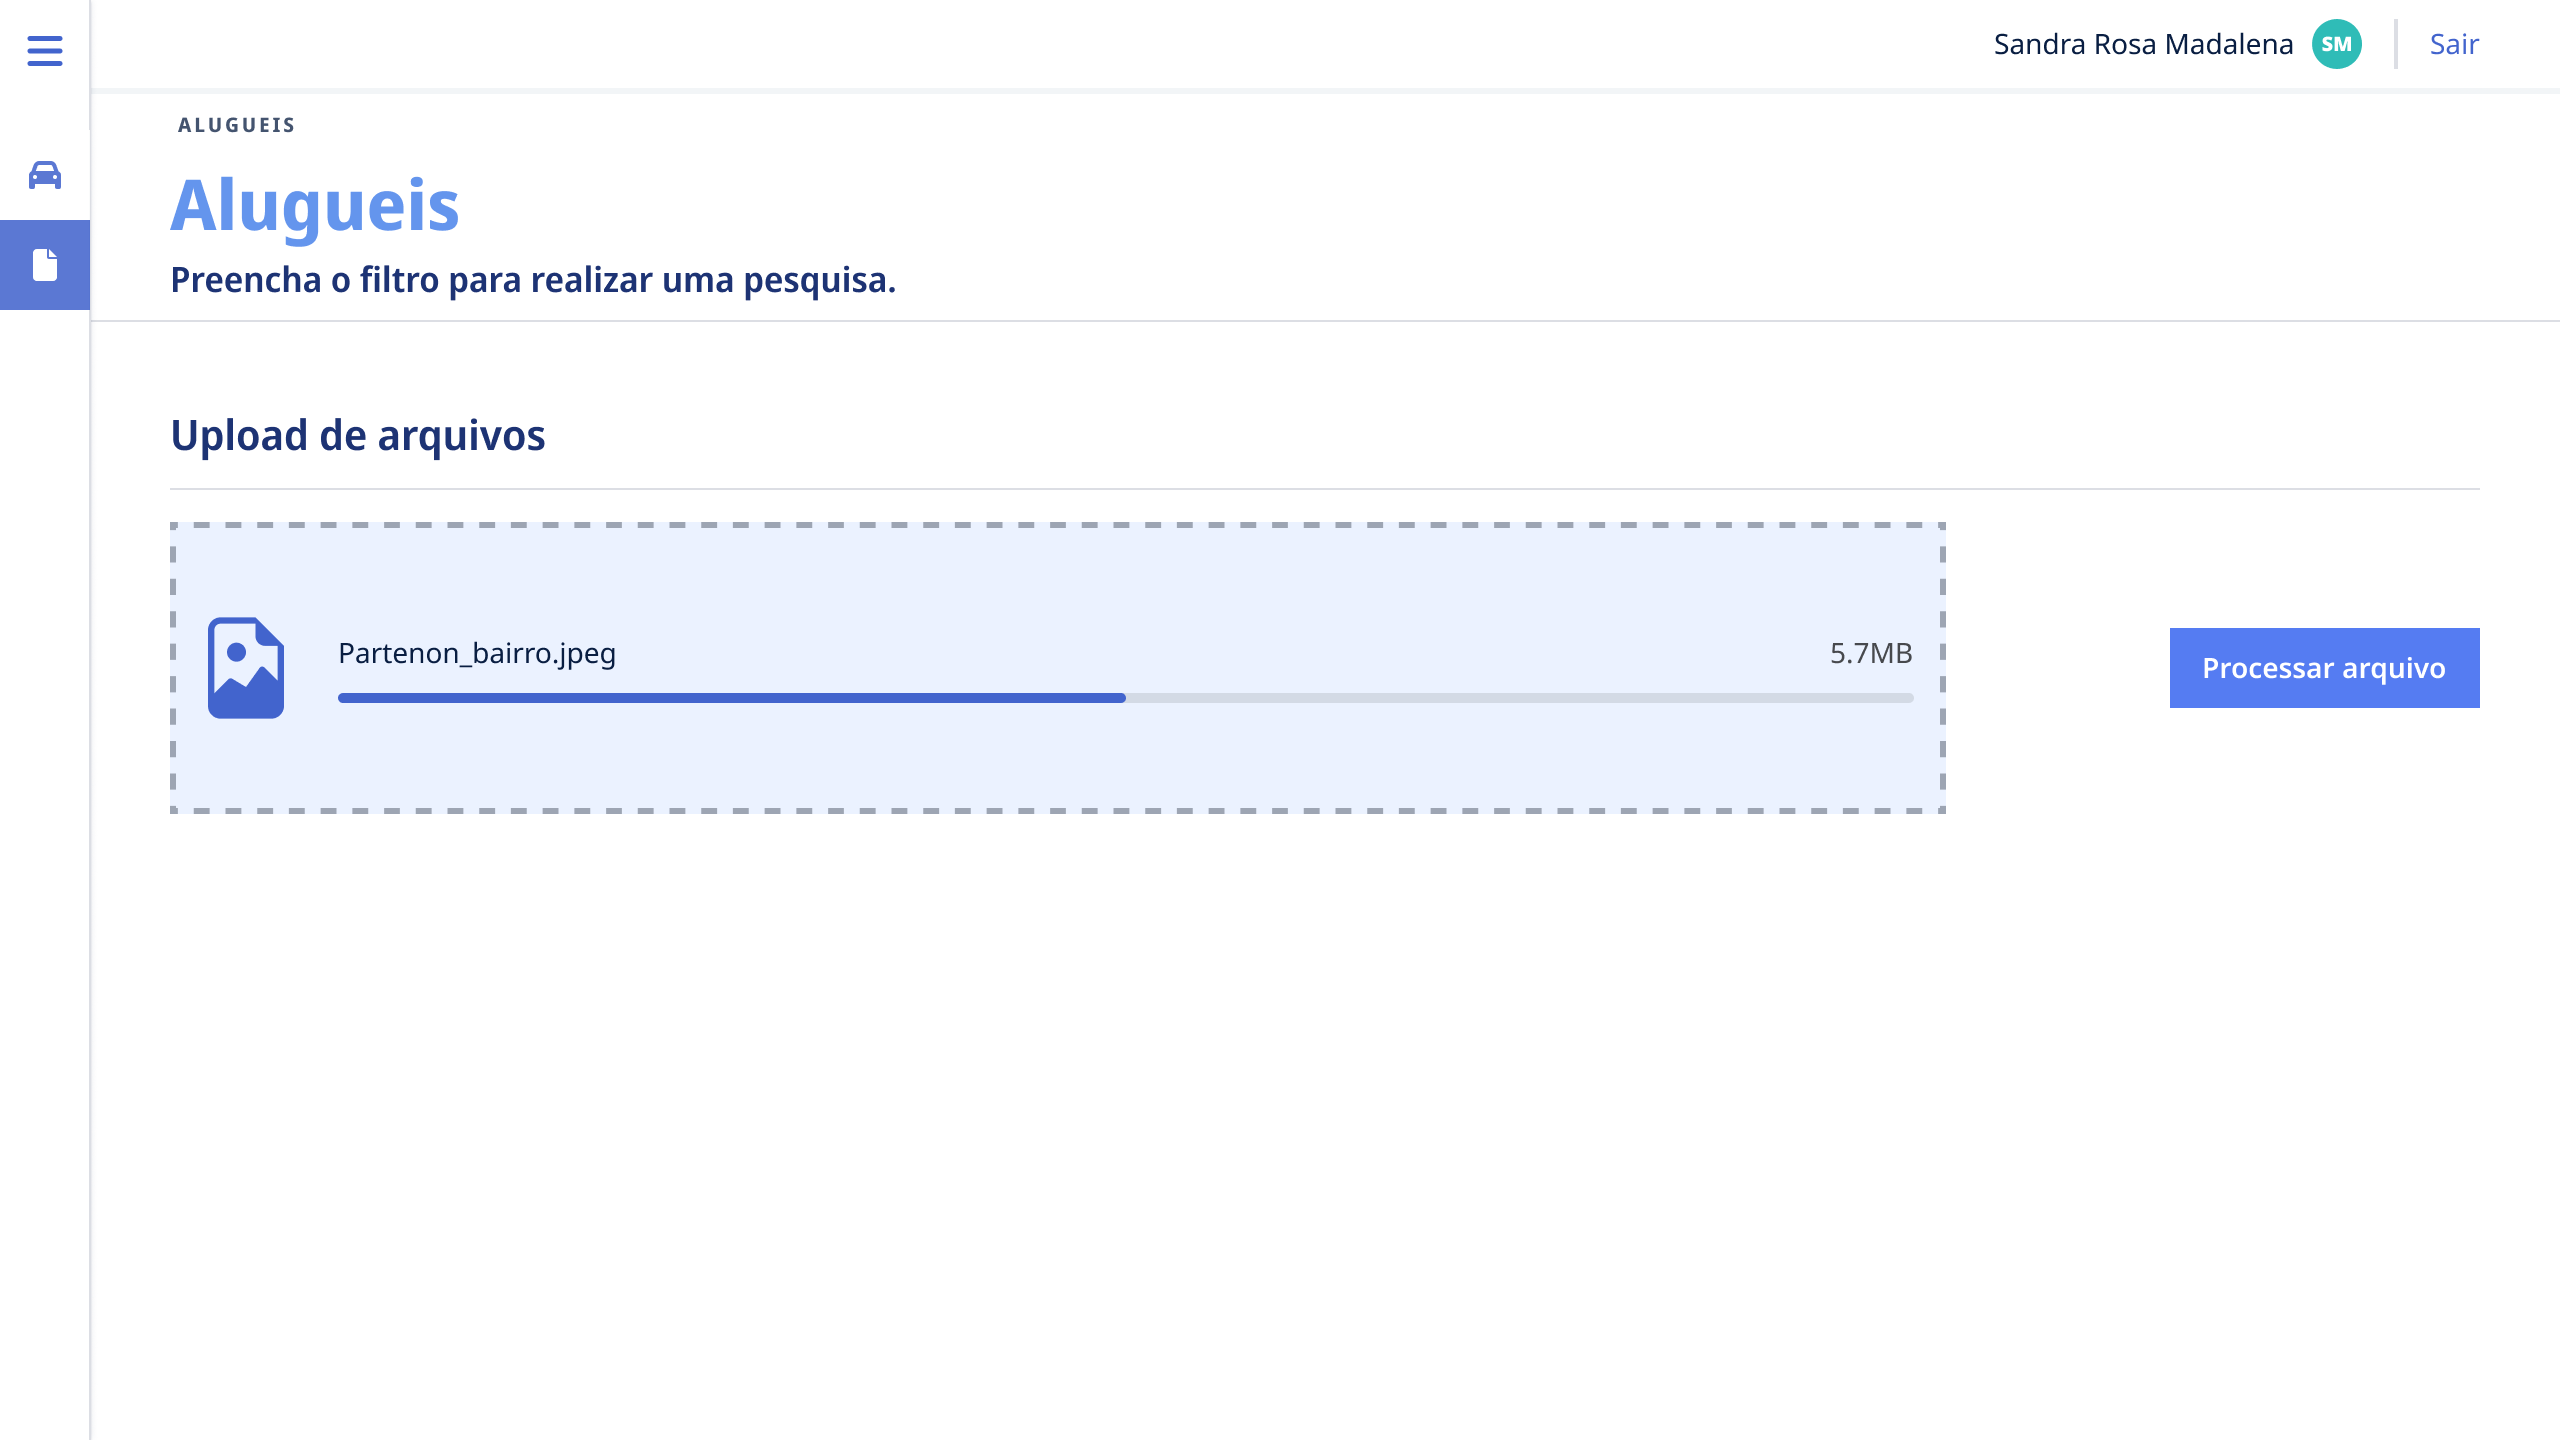 Sandra Rosa Madalena SM Sair
ALUGUEIS
Alugueis
Preencha o filtro para realizar uma pesquisa.
Upload de arquivos
Partenon_bairro.jpeg 5.7MB
Processar arquivo